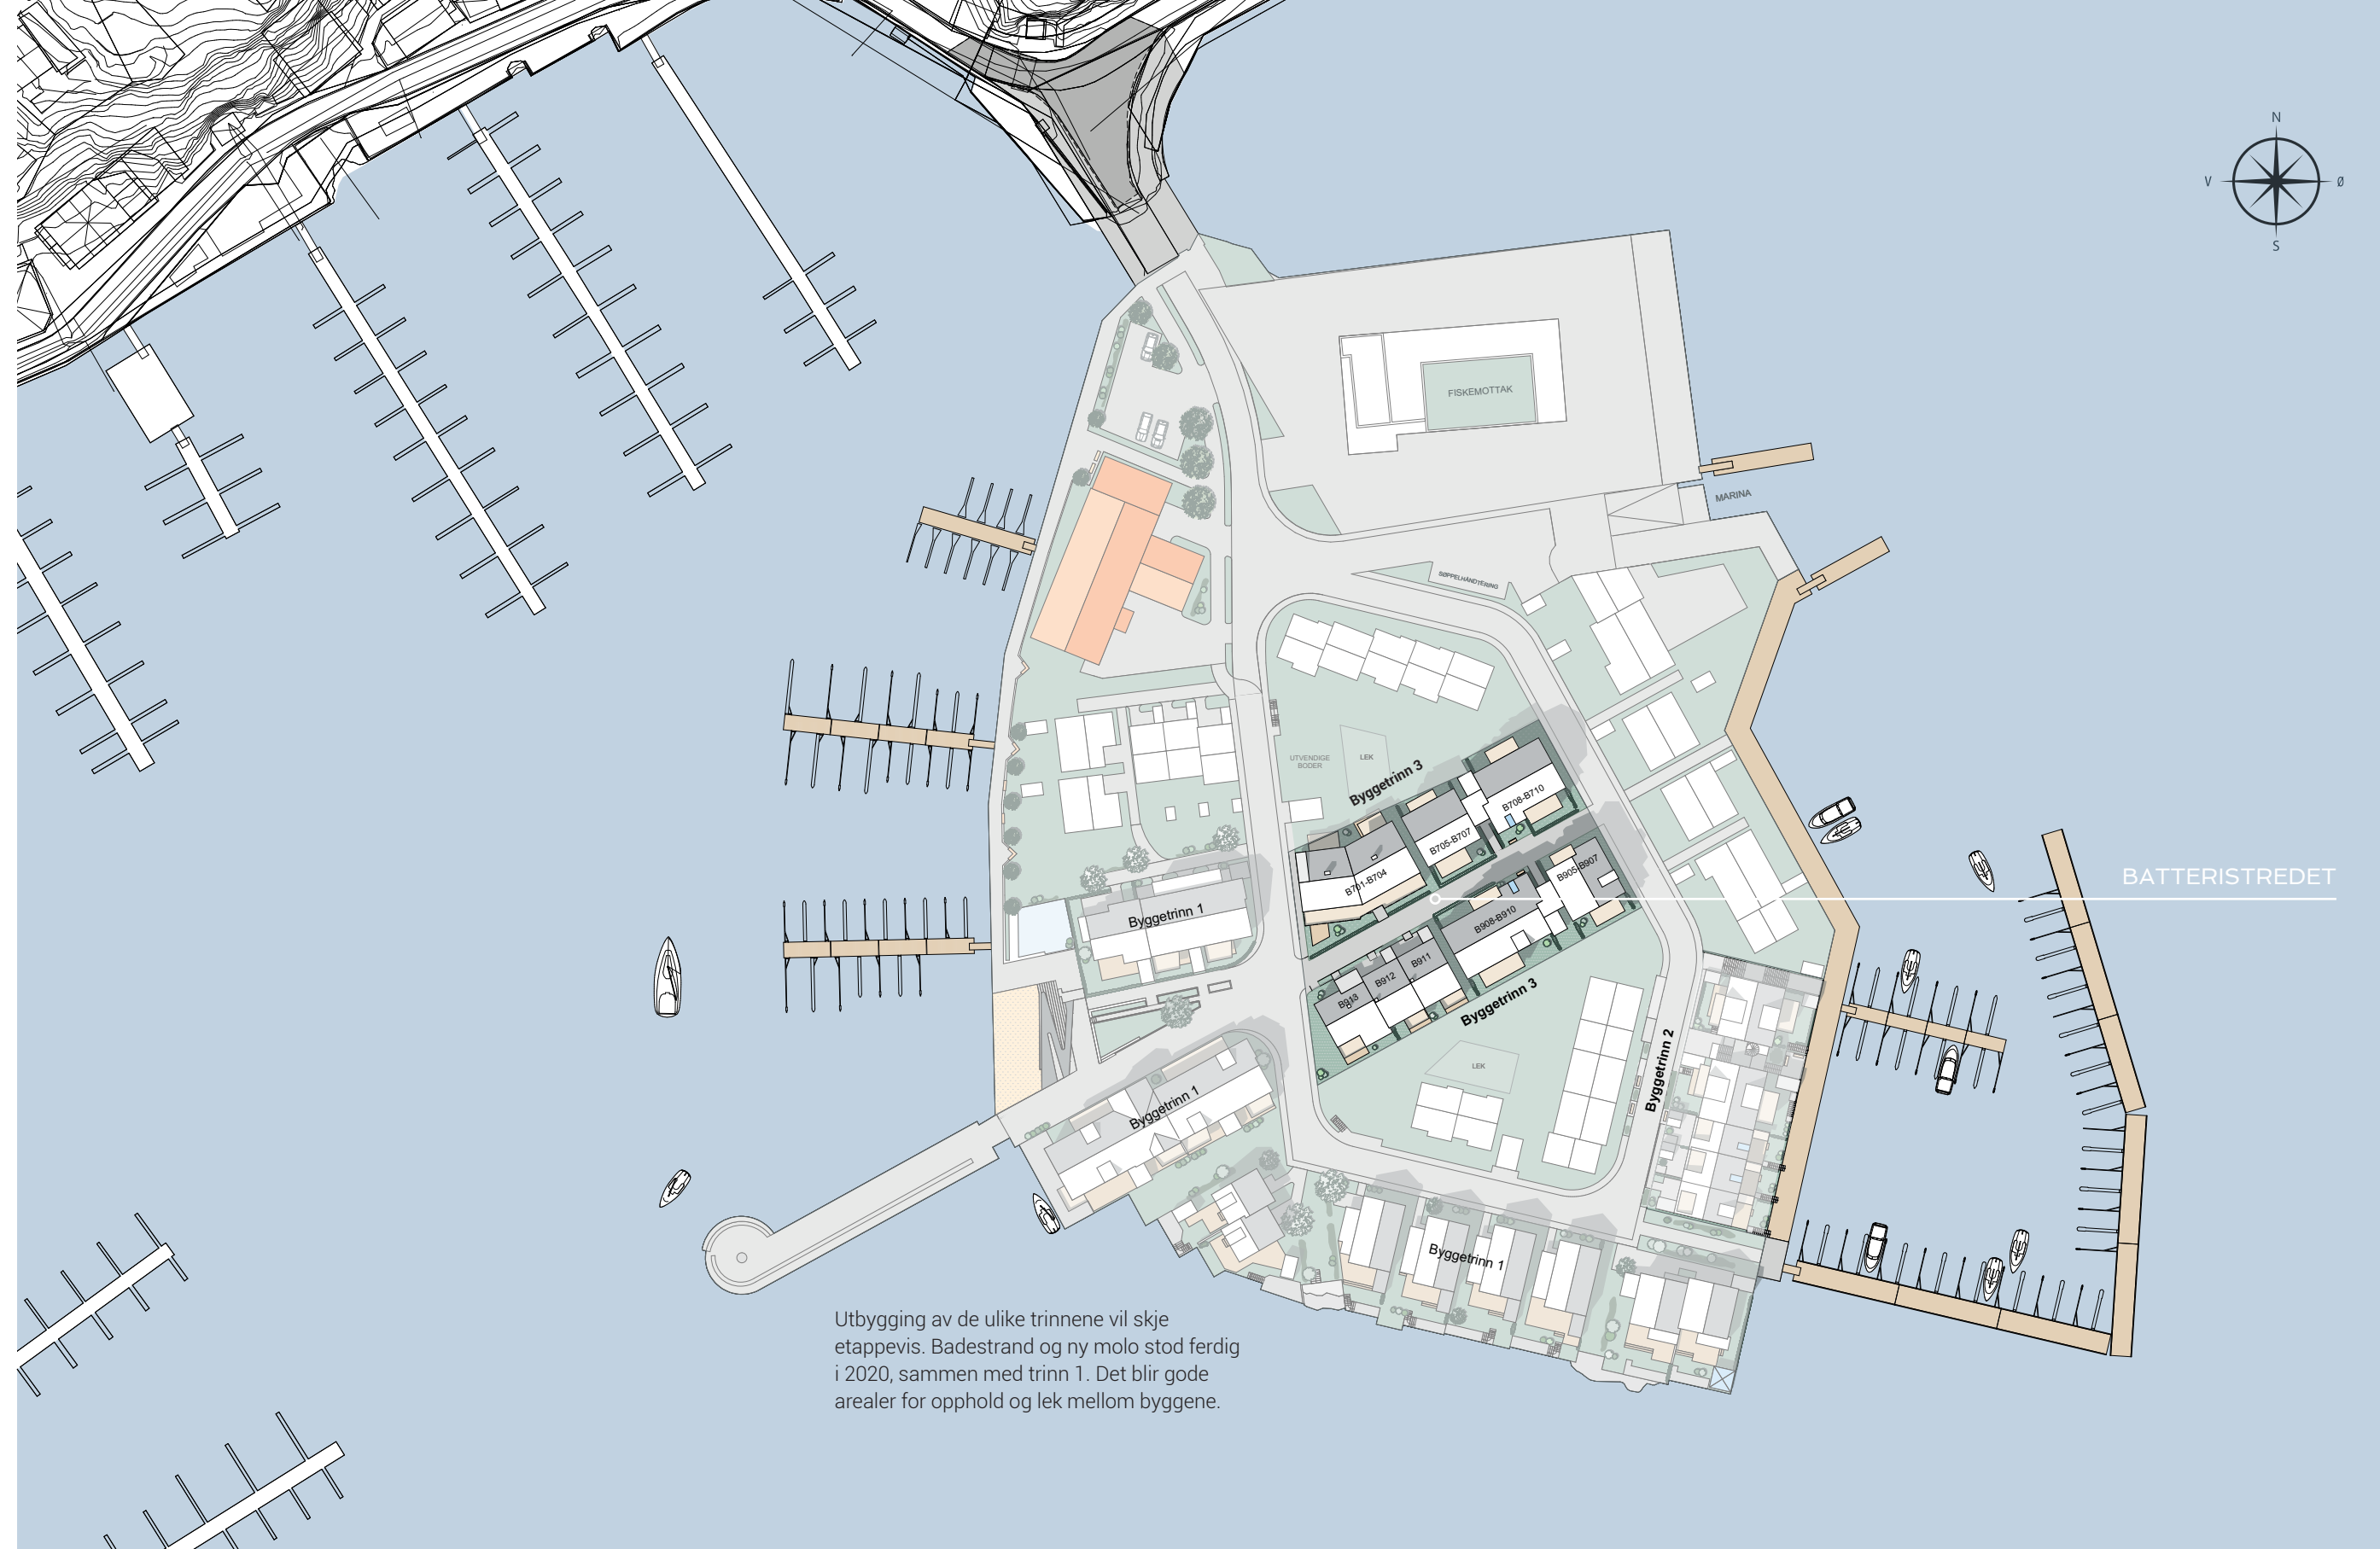 N
V
Ø
S
FISKEMOTTAK
MARINA
SØPPELHÅNDTERING
UTVENDIGE
BODER
LEK
Byggetrinn 3
B708-B710
B705-B707
B701-B704
B905-B907
BATTERISTREDET
B908-B910
B911
B912
B913
Byggetrinn 3
Byggetrinn 1
Byggetrinn 2
LEK
Byggetrinn 1
Byggetrinn 1
Utbygging av de ulike trinnene vil skje
etappevis. Badestrand og ny molo stod ferdig
i 2020, sammen med trinn 1. Det blir gode
arealer for opphold og lek mellom byggene.